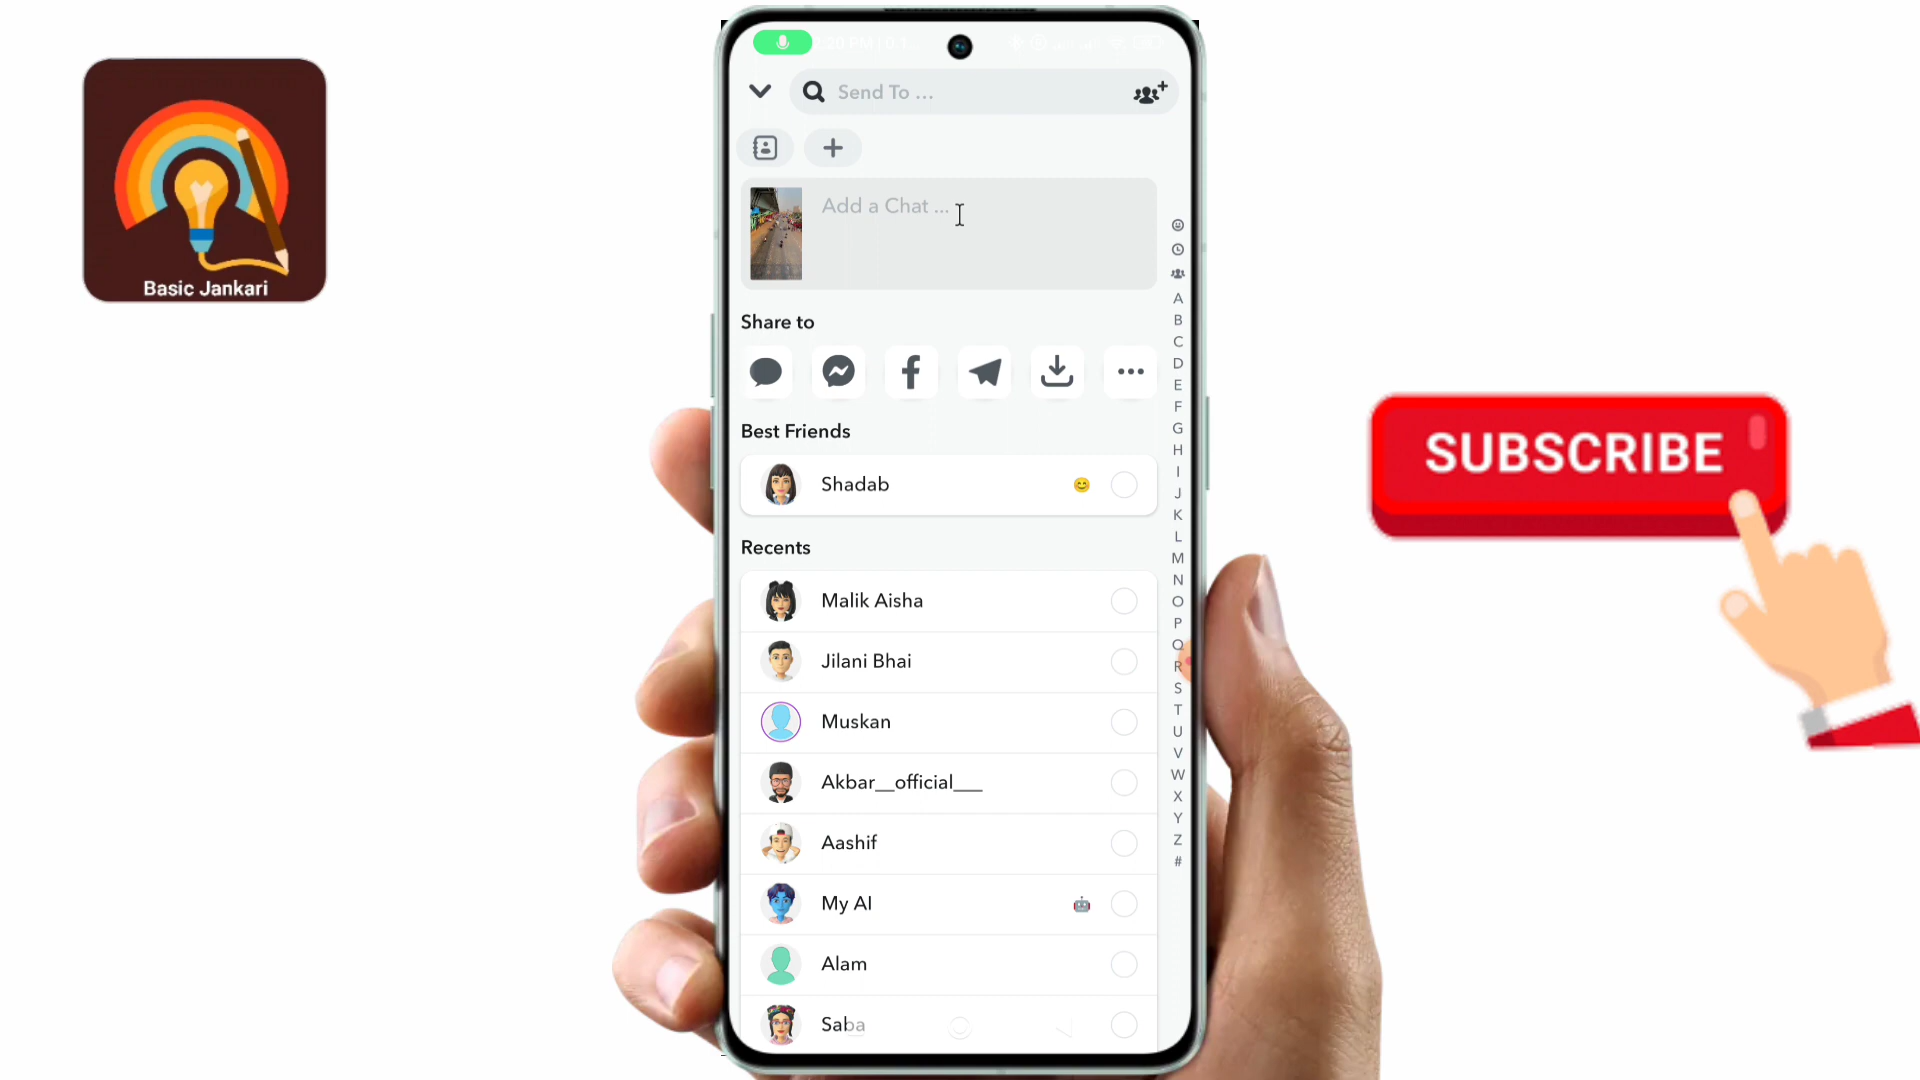 Send To ...
Add a Chat ...
Share to
Best Friends
Shadab
Recents
Malik Aisha
Jilani Bhai
Muskan
Akbar__official___
Aashif
My AI
Alam
Saba
A
B
C
D
E
F
G
H
I
J
K
L
M
N
O
P
Q
R
S
T
U
V
W
X
Y
Z
#
Basic Jankari
SUBSCRIBE